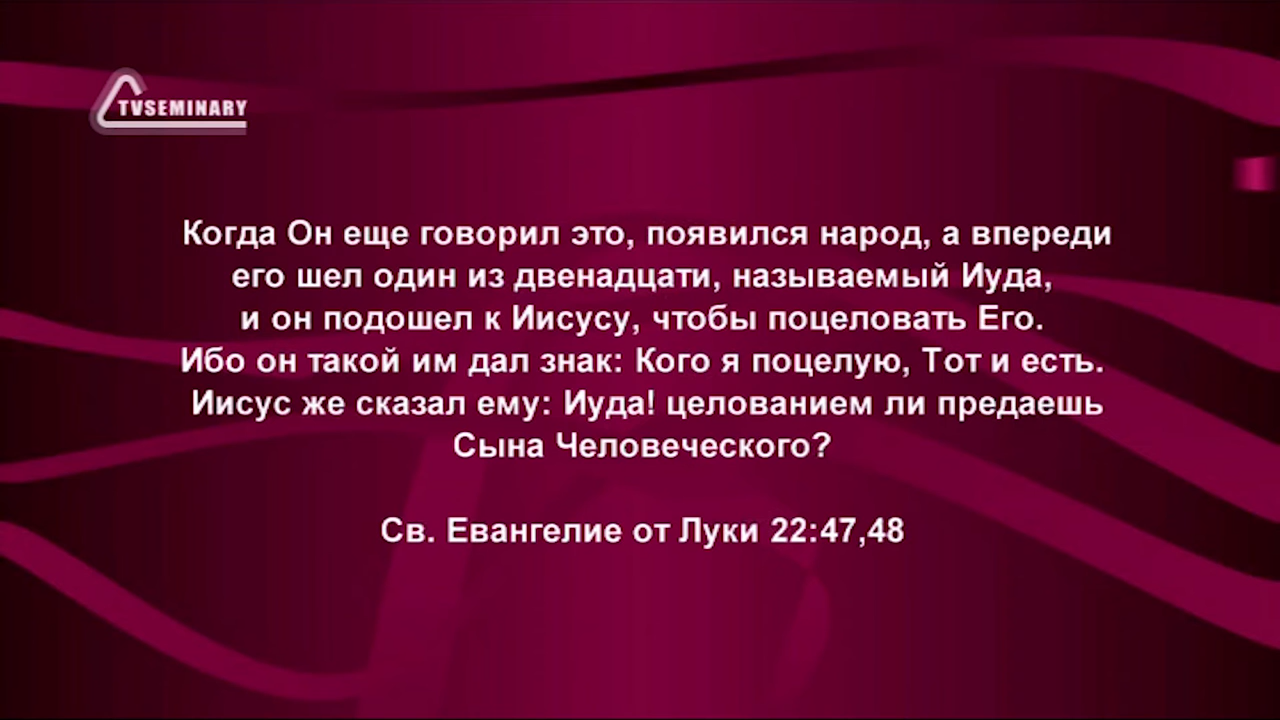 TVSEMINARY
Когда Он еще говорил это, появился народ, а впереди
его шел один из двенадцати, называемый Иуда,
и он подошел к Иисусу, чтобы поцеловать Его.
Ибо он такой им дал знак: Кого я поцелую, Тот и есть.
Иисус же сказал ему: Иуда! целованием ли предаешь
Сына Человеческого?
Св. Евангелие от Луки 22:47,48